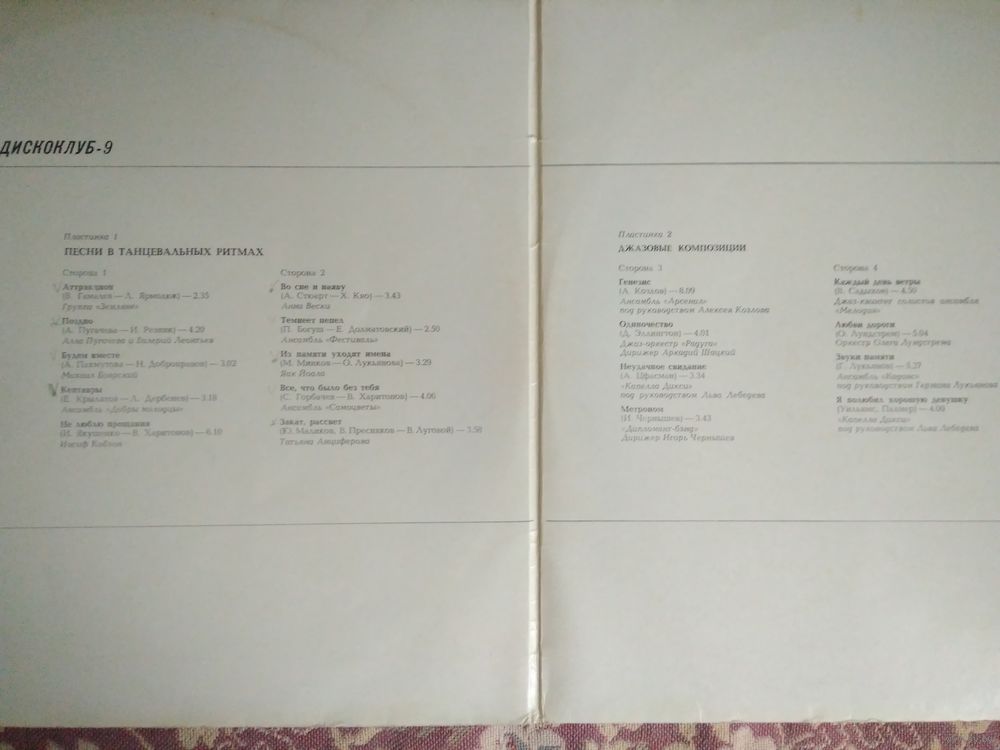 ДИСКОКЛУБ-9
Пластинка 1
ПЕСНИ В ТАНЦЕВАЛЬНЫХ РИТМАХ
Сторона 1
Аттракцион
(В. Гамалея — Л. Ярмолюк) — 2.35
Группа «Земляне»
Поздно
(А. Пугачева — И. Резник) — 4.20
Алла Пугачева и Валерий Леонтьев
Будем вместе
(А. Пахмутова — Н. Добронравов) — 3.02
Михаил Боярский
Кентавры
(Е. Крылатов — Л. Дербенев) — 3.18
Ансамбль «Добры молодцы»
Не люблю прощания
(И. Якушенко — В. Харитонов) — 6.10
Иосиф Кобзон
Сторона 2
Во сне и наяву
(А. Стюарт — Х. Кяо) — 3.43
Анне Вески
Темнеет пепел
(П. Богуш — Е. Долматовский) — 2.50
Ансамбль «Фестиваль»
Из памяти уходят имена
(М. Минков — О. Лукьянова) — 3.29
Яак Йоала
Все, что было без тебя
(С. Горбачев — В. Харитонов) — 4.06
Ансамбль «Самоцветы»
Закат, рассвет
(Ю. Маликов, В. Пресняков — В. Луговой) — 3.58
Татьяна Анциферова
Пластинка 2
ДЖАЗОВЫЕ КОМПОЗИЦИИ
Сторона 3
Генезис
(А. Козлов) — 8.09
Ансамбль «Арсенал»
под руководством Алексея Козлова
Одиночество
(Д. Эллингтон) — 4.01
Джаз-оркестр «Радуга»
Дирижер Аркадий Шацкий
Неудачное свидание
(А. Цфасман) — 3.34
«Капелла Дикси»
под руководством Льва Лебедева
Метроном
(И. Чернышев) — 3.43
«Дипломант-бэнд»
Дирижер Игорь Чернышев
Сторона 4
Каждый день ветры
(В. Садыхов) — 4.50
Джаз-квинтет солистов ансамбля
«Мелодия»
Любви дороги
(О. Лундстрем) — 5.04
Оркестр Олега Лундстрема
Звуки памяти
(Г. Лукьянов) — 5.37
Ансамбль «Каданс»
под руководством Германа Лукьянова
Я полюбил хорошую девушку
(Уильямс, Палмер) — 4.00
«Капелла Дикси»
под руководством Льва Лебедева